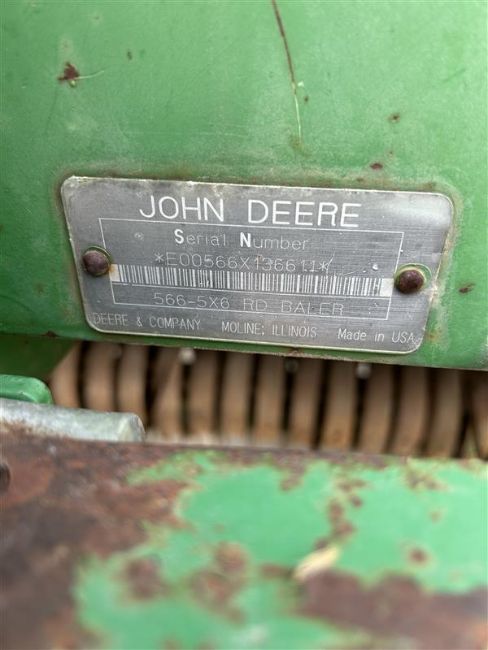 JOHN DEERE
Serial Number
*E00566X136611*
566-5X6 RD BALER
DEERE & COMPANY MOLINE, ILLINOIS Made in USA